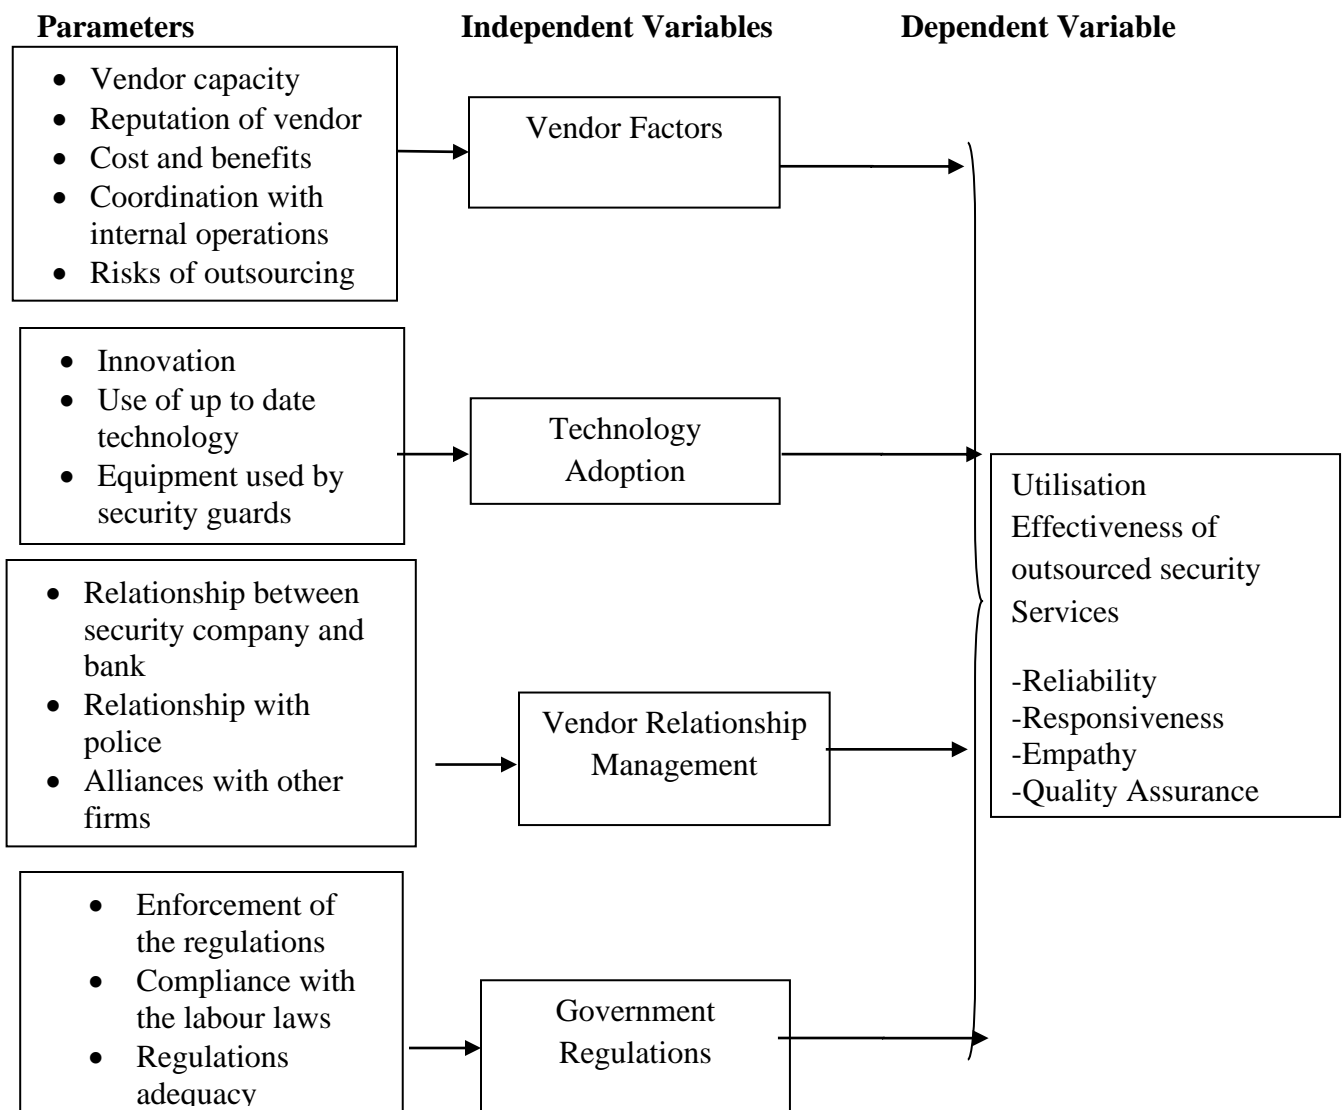 Parameters
Independent Variables
Dependent Variable
• Vendor capacity
• Reputation of vendor
• Cost and benefits
• Coordination with
internal operations
• Risks of outsourcing
Vendor Factors
• Innovation
• Use of up to date
technology
• Equipment used by
security guards
Technology
Adoption
• Relationship between
security company and
bank
• Relationship with
police
• Alliances with other
firms
Vendor Relationship
Management
• Enforcement of
the regulations
• Compliance with
the labour laws
• Regulations
adequacy
Government
Regulations
Utilisation
Effectiveness of
outsourced security
Services
-Reliability
-Responsiveness
-Empathy
-Quality Assurance